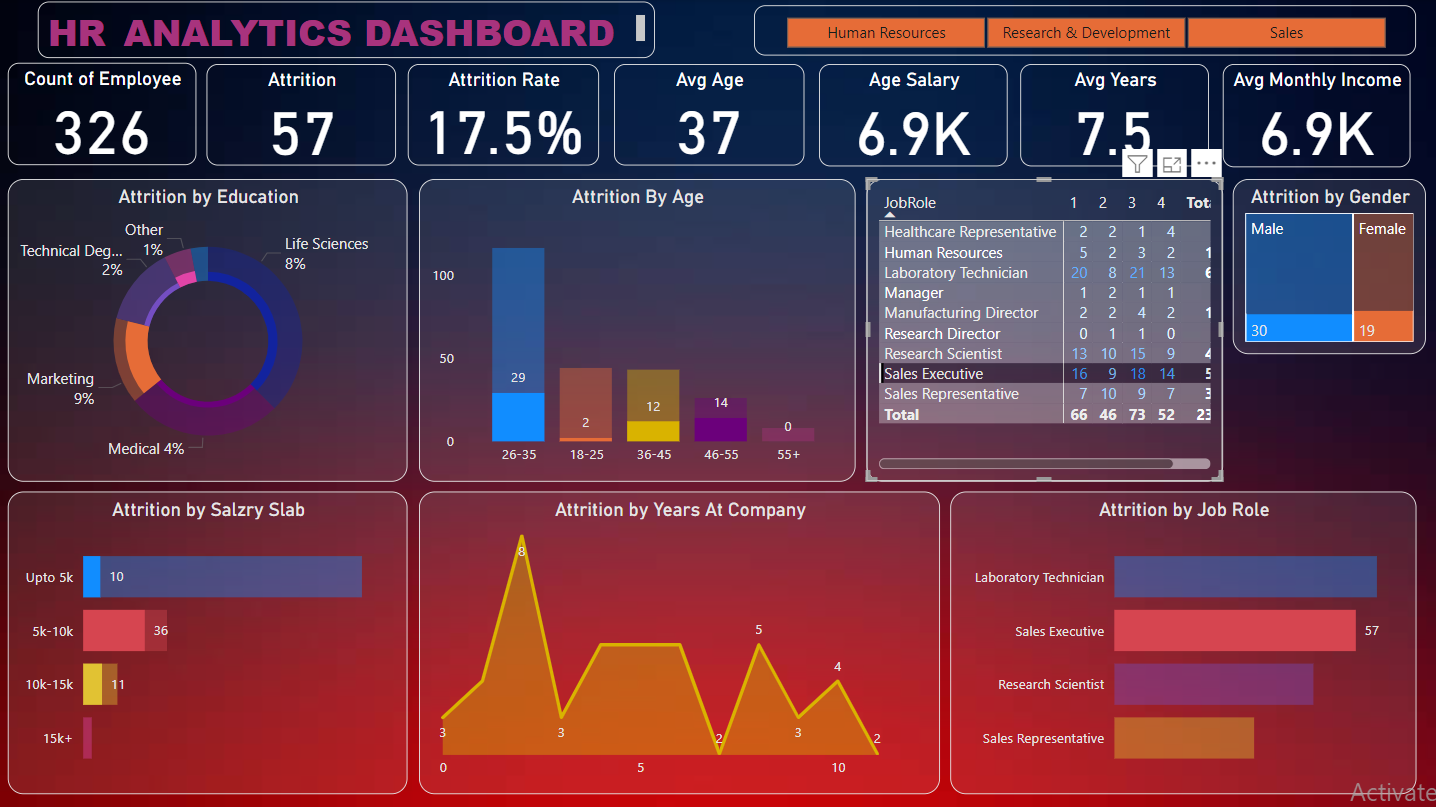 HR ANALYTICS DASHBOARD
Human Resources
Research & Development
Sales
Count of Employee
326
Attrition
57
Attrition Rate
17.5%
Avg Age
37
Age Salary
6.9K
Avg Years
7.5
Avg Monthly Income
6.9K
Attrition by Education
Other
1%
Technical Deg...
2%
Life Sciences
8%
Marketing
9%
Medical 4%
Attrition By Age
100
50
0
29
2
12
14
0
26-35 18-25 36-45 46-55 55+
JobRole 1 2 3 4
Healthcare Representative 2 2 1 4
Human Resources 5 2 3 2
Laboratory Technician 20 8 21 13
Manager 1 2 1 1
Manufacturing Director 2 2 4 2
Research Director 0 1 1 0
Research Scientist 13 10 15 9
Sales Executive 16 9 18 14
Sales Representative 7 10 9 7
Total 66 46 73 52
Attrition by Gender
Male
Female
30
19
Attrition by Salzry Slab
Upto 5k 10
5k-10k 36
10k-15k 11
15k+
Attrition by Years At Company
8
5
4
3 3 2 3 2
0 5 10
Attrition by Job Role
Laboratory Technician
Sales Executive 57
Research Scientist
Sales Representative
Activate